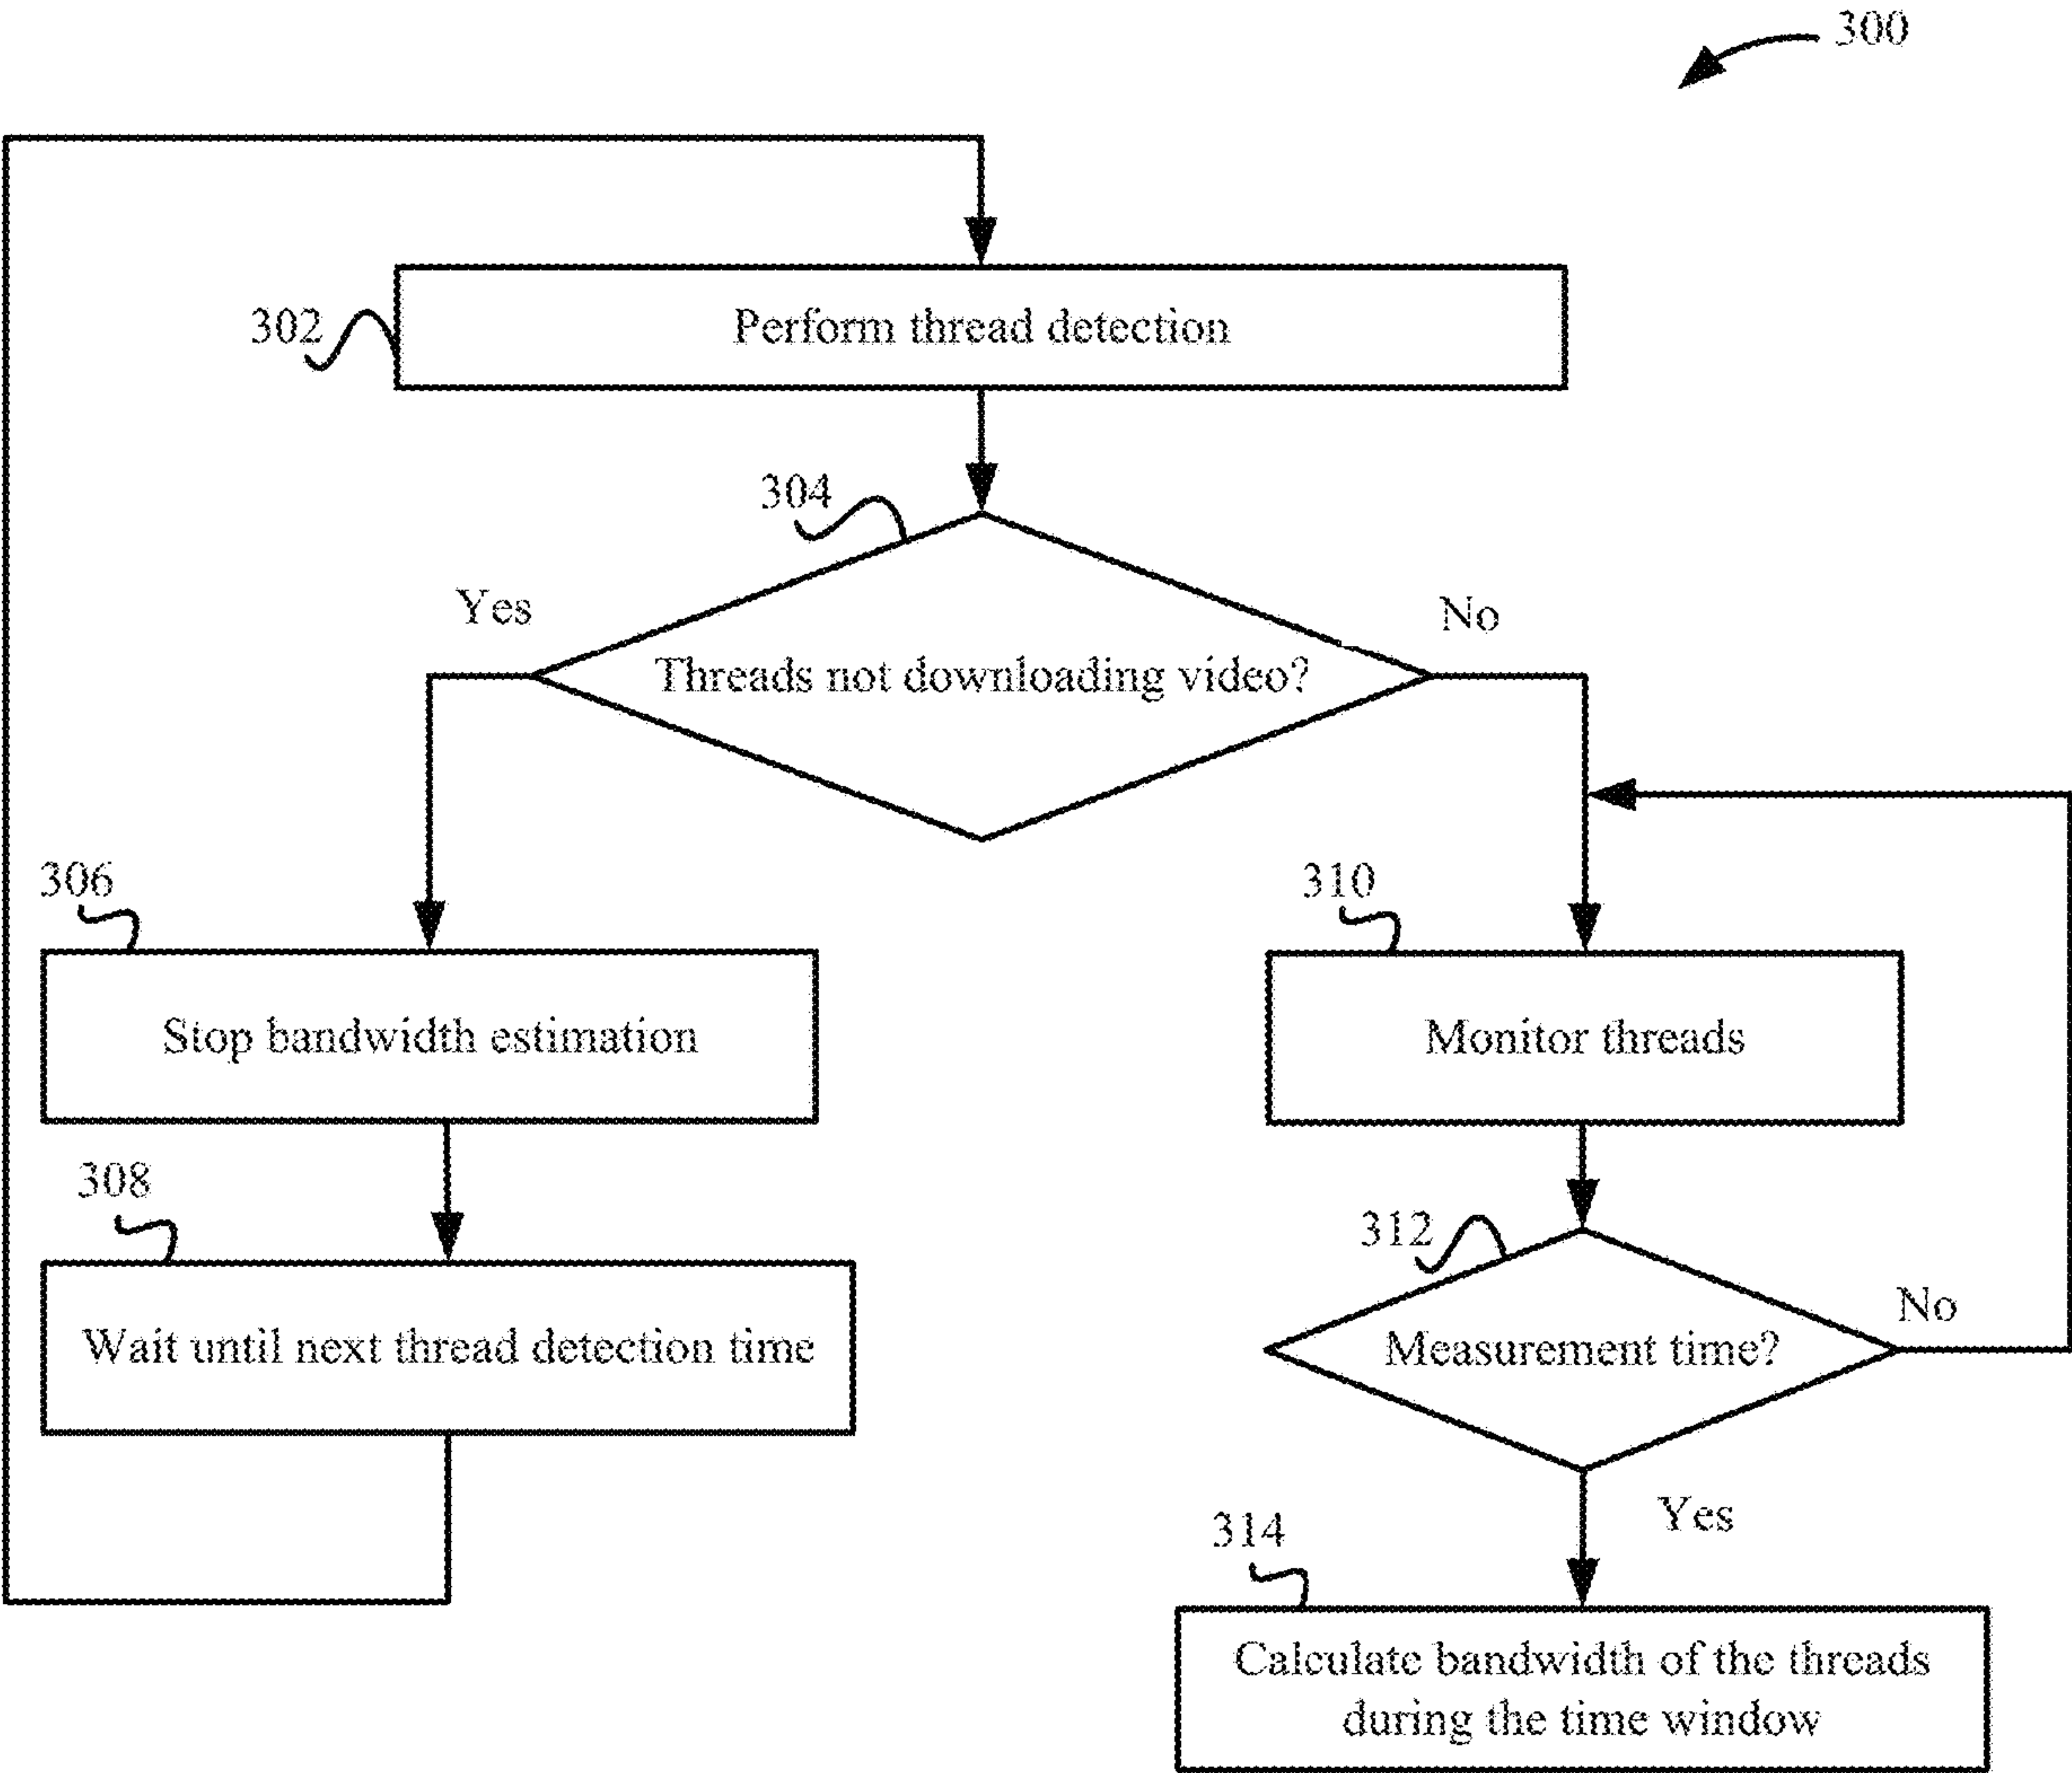 300
302
Perform thread detection
304
Yes
No
Threads not downloading video?
306
310
Stop bandwidth estimation
Monitor threads
308
312
No
Wait until next thread detection time
Measurement time?
Yes
314
Calculate bandwidth of the threads
during the time window